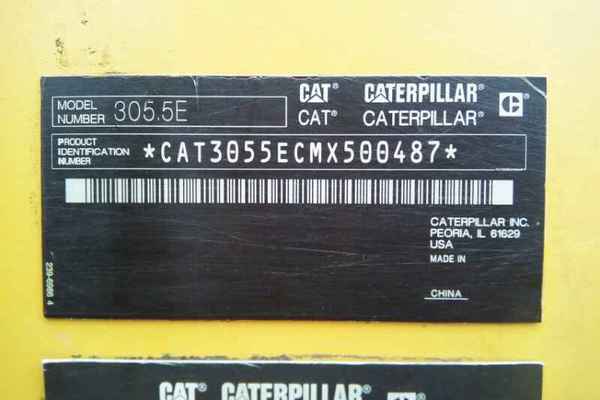 MODEL NUMBER 305.5E
CAT® CATERPILLAR®
CAT® CATERPILLAR®
PRODUCT IDENTIFICATION NUMBER *CAT3055ECMX500487*
CATERPILLAR INC.
PEORIA, IL 61629
USA
MADE IN
CHINA
CAT® CATERPILLAR®